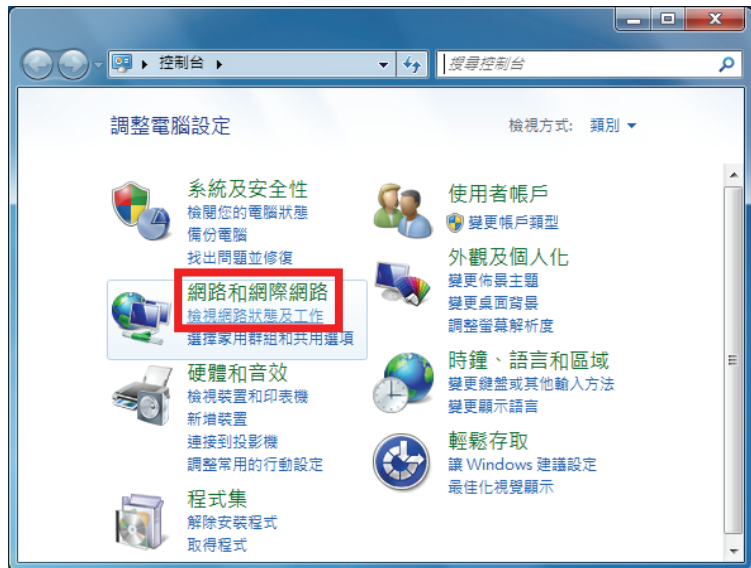 控制台
搜尋控制台
調整電腦設定
檢視方式: 類別
系統及安全性
檢閱您的電腦狀態
備份電腦
找出問題並修復
網路和網際網路
檢視網路狀態及工作
選擇家用群組和共用選項
硬體和音效
檢視裝置和印表機
新增裝置
連接到投影機
調整常用的行動設定
程式集
解除安裝程式
取得程式
使用者帳戶
變更帳戶類型
外觀及個人化
變更佈景主題
變更桌面背景
調整螢幕解析度
時鐘、語言和區域
變更鍵盤或其他輸入方法
變更顯示語言
輕鬆存取
讓 Windows 建議設定
最佳化視覺顯示